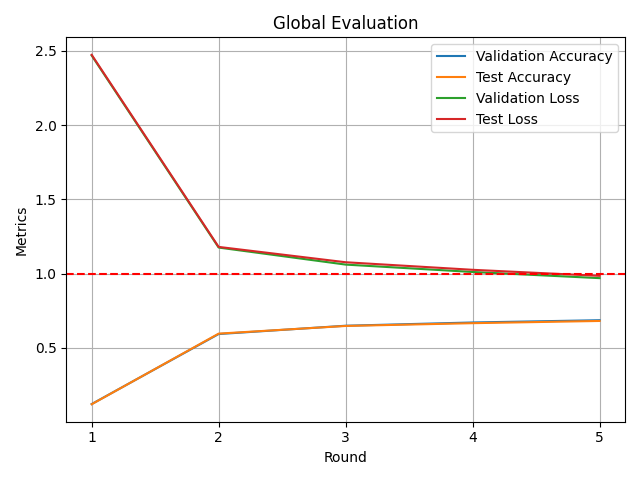 Global Evaluation
2.5
2.0
1.5
1.0
0.5
Metrics
Validation Accuracy
Test Accuracy
Validation Loss
Test Loss
1 2 3 4 5
Round